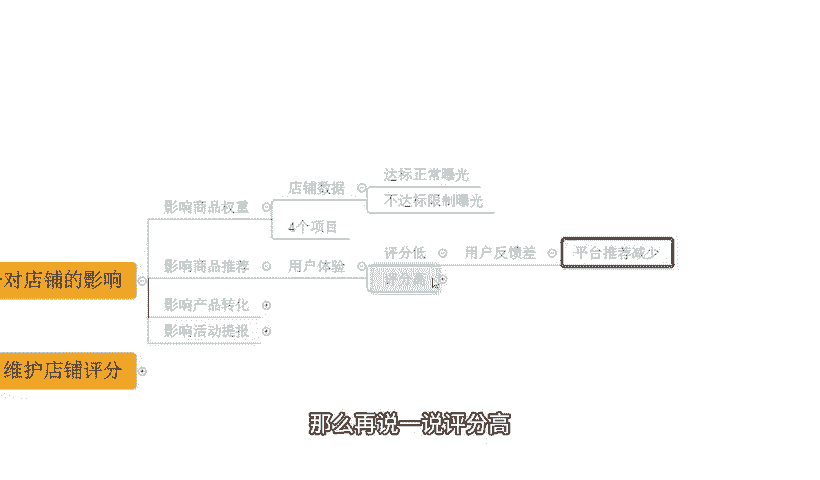 对店铺的影响
影响商品权重
店铺数据
达标正常曝光
不达标限制曝光
4个项目
影响商品推荐
用户体验
评分低
用户反馈差
平台推荐减少
评分高
影响产品转化
影响活动提报
维护店铺评分
那么再说一说评分高